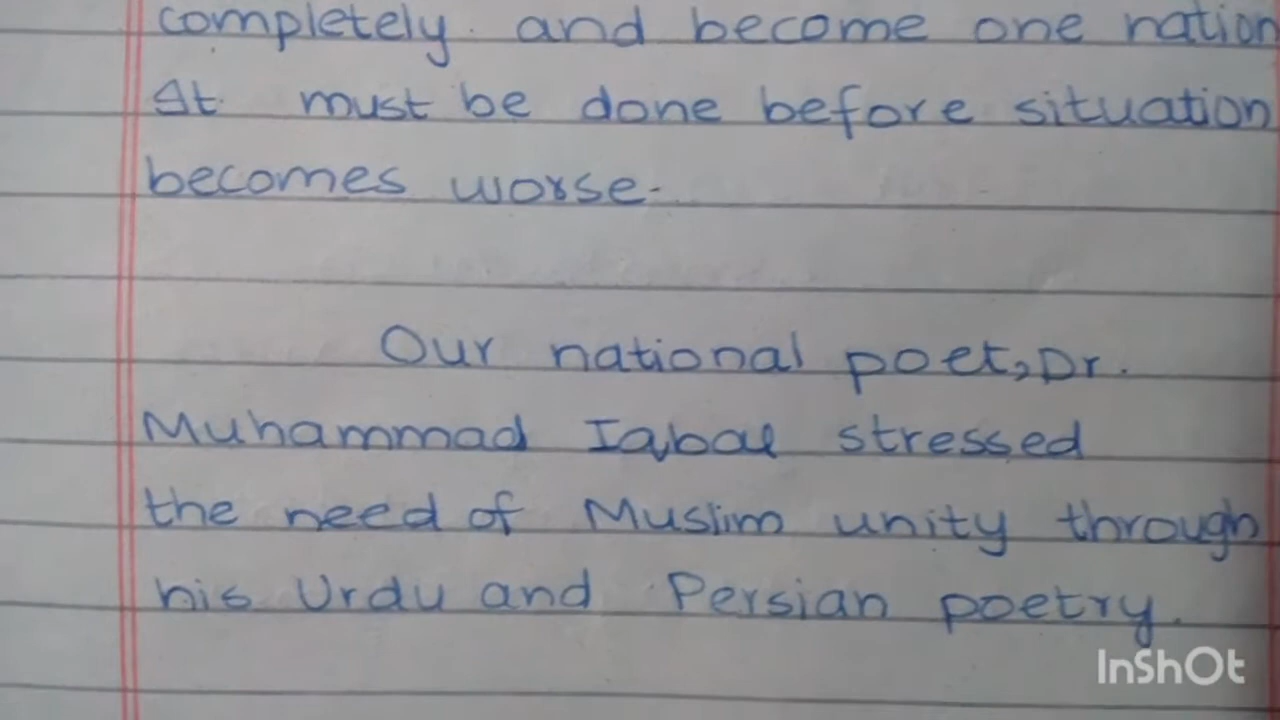 completely and become one nation
It must be done before situation
becomes worse.
Our national poet, Dr.
Muhammad Iqbal stressed
the need of Muslim unity through
his Urdu and Persian poetry.
InShOt